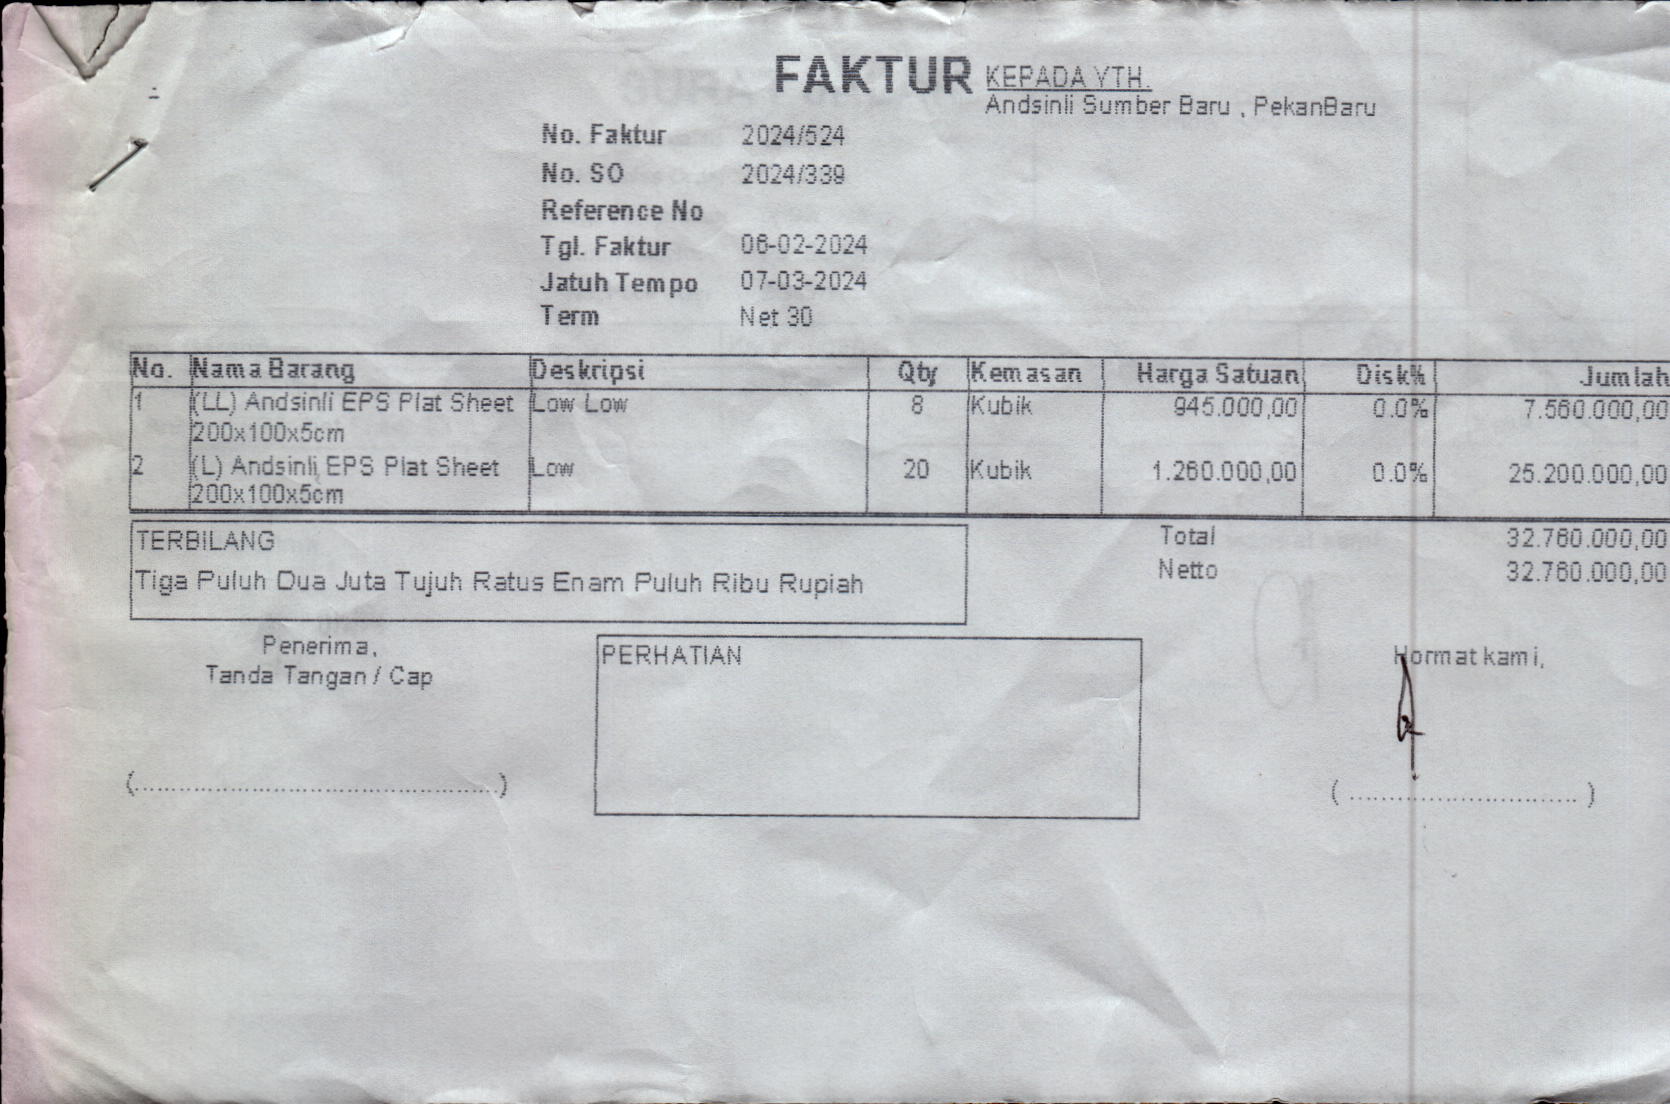 FAKTUR
KEPADA YTH.
Andsinli Sumber Baru , PekanBaru
No. Faktur 2024/524
No. SO 2024/339
Reference No
Tgl. Faktur 06-02-2024
Jatuh Tempo 07-03-2024
Term Net 30
No. Nama Barang Deskripsi Qty Kemasan Harga Satuan Disk% Jumlah
1 (LL) Andsinli EPS Plat Sheet Low Low 8 Kubik 945.000,00 0.0% 7.560.000,00
200x100x5cm
2 (L) Andsinli EPS Plat Sheet Low 20 Kubik 1.260.000,00 0.0% 25.200.000,00
200x100x5cm
TERBILANG
Tiga Puluh Dua Juta Tujuh Ratus Enam Puluh Ribu Rupiah
Total 32.760.000,00
Netto 32.760.000,00
Penerima,
Tanda Tangan / Cap
PERHATIAN
Hormat kami,
(................................................)
( .............................. )